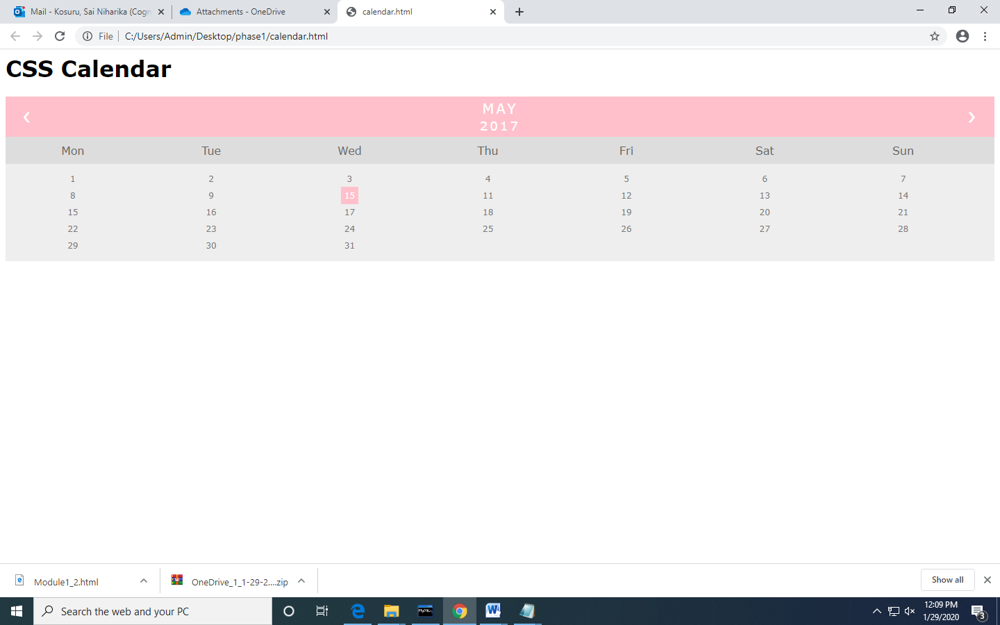 Mail - Kosuru, Sai Niharika (Cogn
Attachments - OneDrive
calendar.html
File
C:/Users/Admin/Desktop/phase1/calendar.html
CSS Calendar
❮
MAY
2017
❯
Mon Tue Wed Thu Fri Sat Sun
1 2 3 4 5 6 7
8 9 15 11 12 13 14
15 16 17 18 19 20 21
22 23 24 25 26 27 28
29 30 31
Module1_2.html
OneDrive_1_1-29-2....zip
Show all
Search the web and your PC
MySQL
12:09 PM
1/29/2020
3